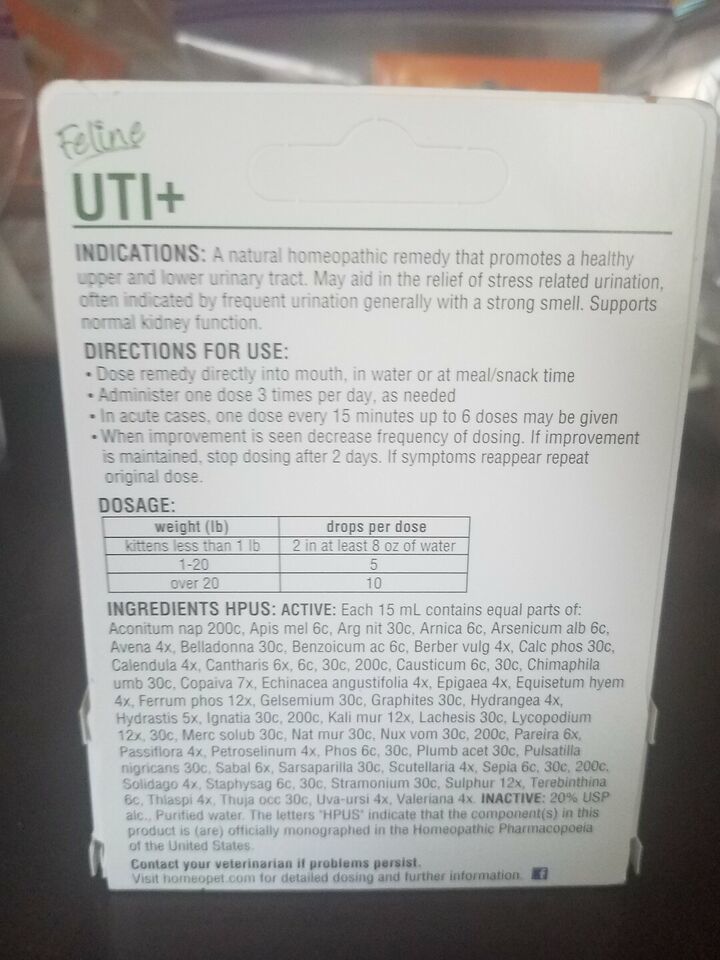 Feline
UTI+
INDICATIONS: A natural homeopathic remedy that promotes a healthy
upper and lower urinary tract. May aid in the relief of stress related urination,
often indicated by frequent urination generally with a strong smell. Supports
normal kidney function.
DIRECTIONS FOR USE:
• Dose remedy directly into mouth, in water or at meal/snack time
• Administer one dose 3 times per day, as needed
• In acute cases, one dose every 15 minutes up to 6 doses may be given
• When improvement is seen decrease frequency of dosing. If improvement
is maintained, stop dosing after 2 days. If symptoms reappear repeat
original dose.
DOSAGE:
weight (lb) drops per dose
kittens less than 1 lb 2 in at least 8 oz of water
1-20 5
over 20 10
INGREDIENTS HPUS: ACTIVE: Each 15 mL contains equal parts of:
Aconitum nap 200c, Apis mel 6c, Arg nit 30c, Arnica 6c, Arsenicum alb 6c,
Avena 4x, Belladonna 30c, Benzoicum ac 6c, Berber vulg 4x, Calc phos 30c,
Calendula 4x, Cantharis 6x, 6c, 30c, 200c, Causticum 6c, 30c, Chimaphila
umb 30c, Copaiva 7x, Echinacea angustifolia 4x, Epigaea 4x, Equisetum hyem
4x, Ferrum phos 12x, Gelsemium 30c, Graphites 30c, Hydrangea 4x,
Hydrastis 5x, Ignatia 30c, 200c, Kali mur 12x, Lachesis 30c, Lycopodium
12x, 30c, Merc solub 30c, Nat mur 30c, Nux vom 30c, 200c, Pareira 6x,
Passiflora 4x, Petroselinum 4x, Phos 6c, 30c, Plumb acet 30c, Pulsatilla
nigricans 30c, Sabal 6x, Sarsaparilla 30c, Scutellaria 4x, Sepia 6c, 30c, 200c,
Solidago 4x, Staphysag 6c, 30c, Stramonium 30c, Sulphur 12x, Terebinthina
6c, Thlaspi 4x, Thuja occ 30c, Uva-ursi 4x, Valeriana 4x. INACTIVE: 20% USP
alc., Purified water. The letters "HPUS" indicate that the component(s) in this
product is (are) officially monographed in the Homeopathic Pharmacopoeia
of the United States.
Contact your veterinarian if problems persist.
Visit homeopet.com for detailed dosing and further information. f